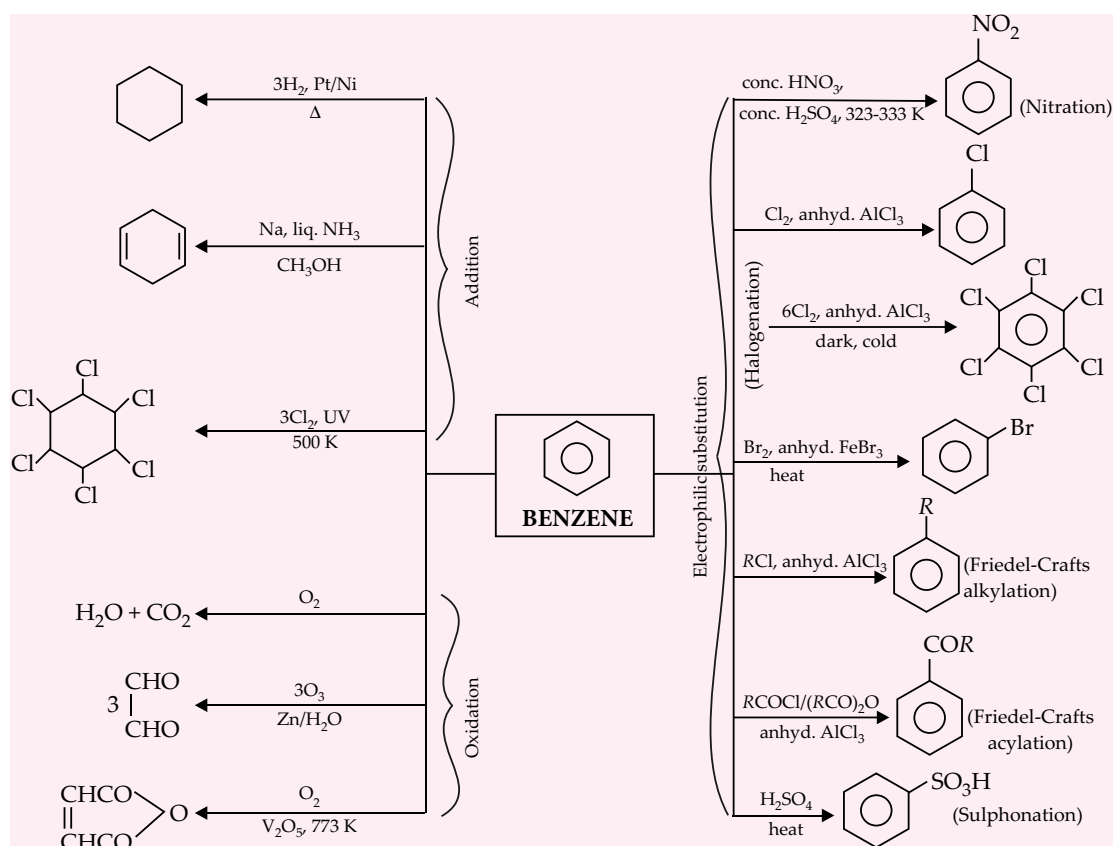 3H₂, Pt/Ni
Δ
Na, liq. NH₃
CH₃OH
Addition
Cl
Cl
Cl
Cl
Cl
Cl
3Cl₂, UV
500 K
BENZENE
H₂O + CO₂
O₂
3
CHO
CHO
3O₃
Zn/H₂O
Oxidation
CHCO
O
CHCO
O₂
V₂O₅, 773 K
Electrophilic substitution
conc. HNO₃,
conc. H₂SO₄, 323-333 K
NO₂
(Nitration)
Cl₂, anhyd. AlCl₃
Cl
(Halogenation)
6Cl₂, anhyd. AlCl₃
dark, cold
Cl
Cl
Cl
Cl
Cl
Cl
Br₂, anhyd. FeBr₃
heat
Br
RCl, anhyd. AlCl₃
R
(Friedel-Crafts
alkylation)
RCOCl/(RCO)₂O
anhyd. AlCl₃
COR
(Friedel-Crafts
acylation)
H₂SO₄
heat
SO₃H
(Sulphonation)